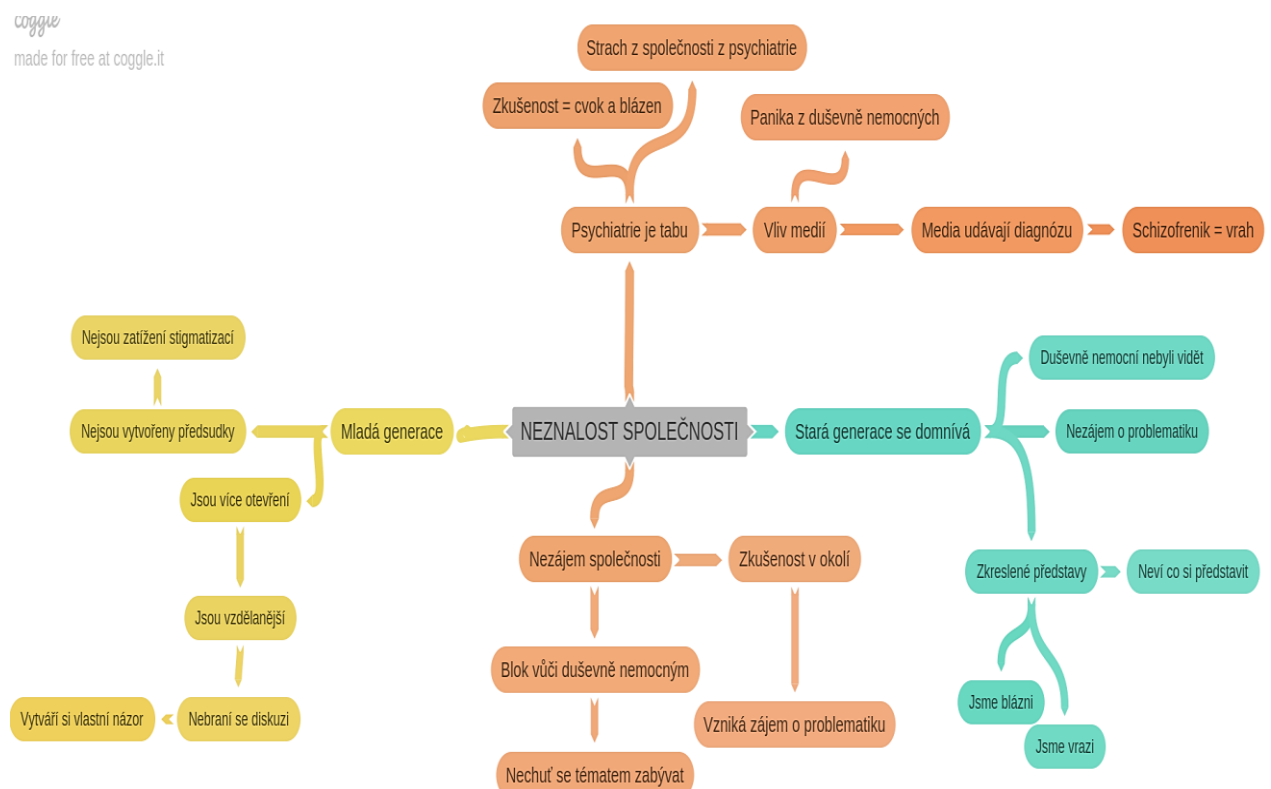 coggle
made for free at coggle.it
Strach z společnosti z psychiatrie
Zkušenost = cvok a blázen
Panika z duševně nemocných
Psychiatrie je tabu
Vliv medií
Media udávají diagnózu
Schizofrenik = vrah
Nejsou zatížení stigmatizací
Duševně nemocní nebyli vidět
Nejsou vytvořeny předsudky
Mladá generace
NEZNALOST SPOLEČNOSTI
Stará generace se domnívá
Nezájem o problematiku
Jsou více otevření
Nezájem společnosti
Zkušenost v okolí
Zkreslené představy
Neví co si představit
Jsou vzdělanější
Blok vůči duševně nemocným
Jsme blázni
Vytváří si vlastní názor
Nebraní se diskuzi
Vzniká zájem o problematiku
Jsme vrazi
Nechuť se tématem zabývat